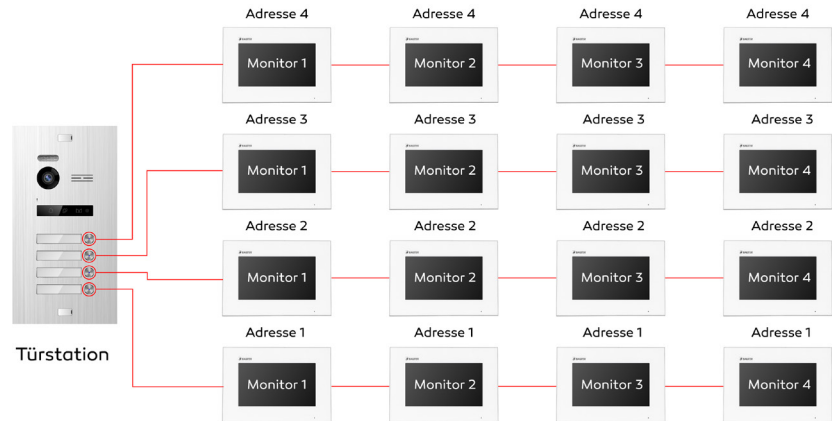 Adresse 4 Adresse 4 Adresse 4 Adresse 4
Monitor 1 Monitor 2 Monitor 3 Monitor 4
Adresse 3 Adresse 3 Adresse 3 Adresse 3
Monitor 1 Monitor 2 Monitor 3 Monitor 4
Adresse 2 Adresse 2 Adresse 2 Adresse 2
Monitor 1 Monitor 2 Monitor 3 Monitor 4
Adresse 1 Adresse 1 Adresse 1 Adresse 1
Monitor 1 Monitor 2 Monitor 3 Monitor 4
Türstation